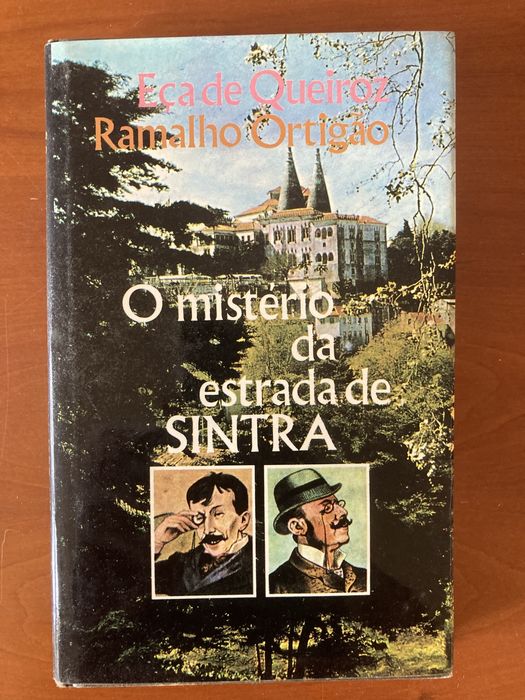 Eça de Queiroz
Ramalho Ortigão
O mistério
da
estrada de
SINTRA